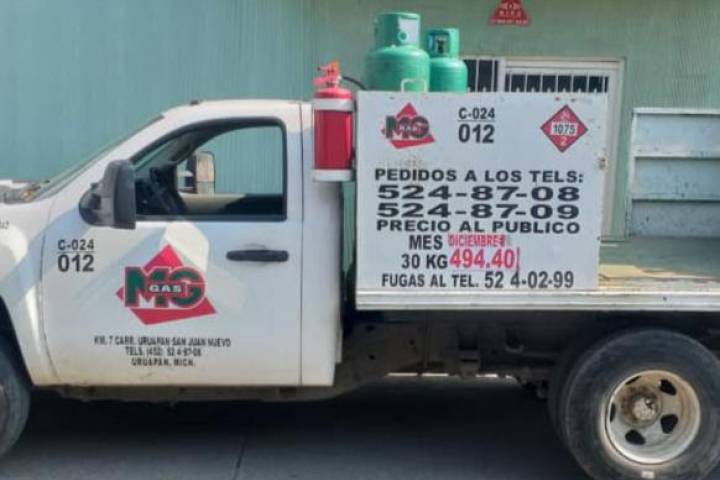 C-024
012
MG
1075
2
PEDIDOS A LOS TELS:
524-87-08
524-87-09
PRECIO AL PUBLICO
MES DICIEMBRE
30 KG 494.40
FUGAS AL TEL. 52 4-02-99
C-024
012
MG
GAS
KM. 7 CARR. URUAPAN-SAN JUAN NUEVO
TELS. (452) 52 4-87-08
URUAPAN, MICH.